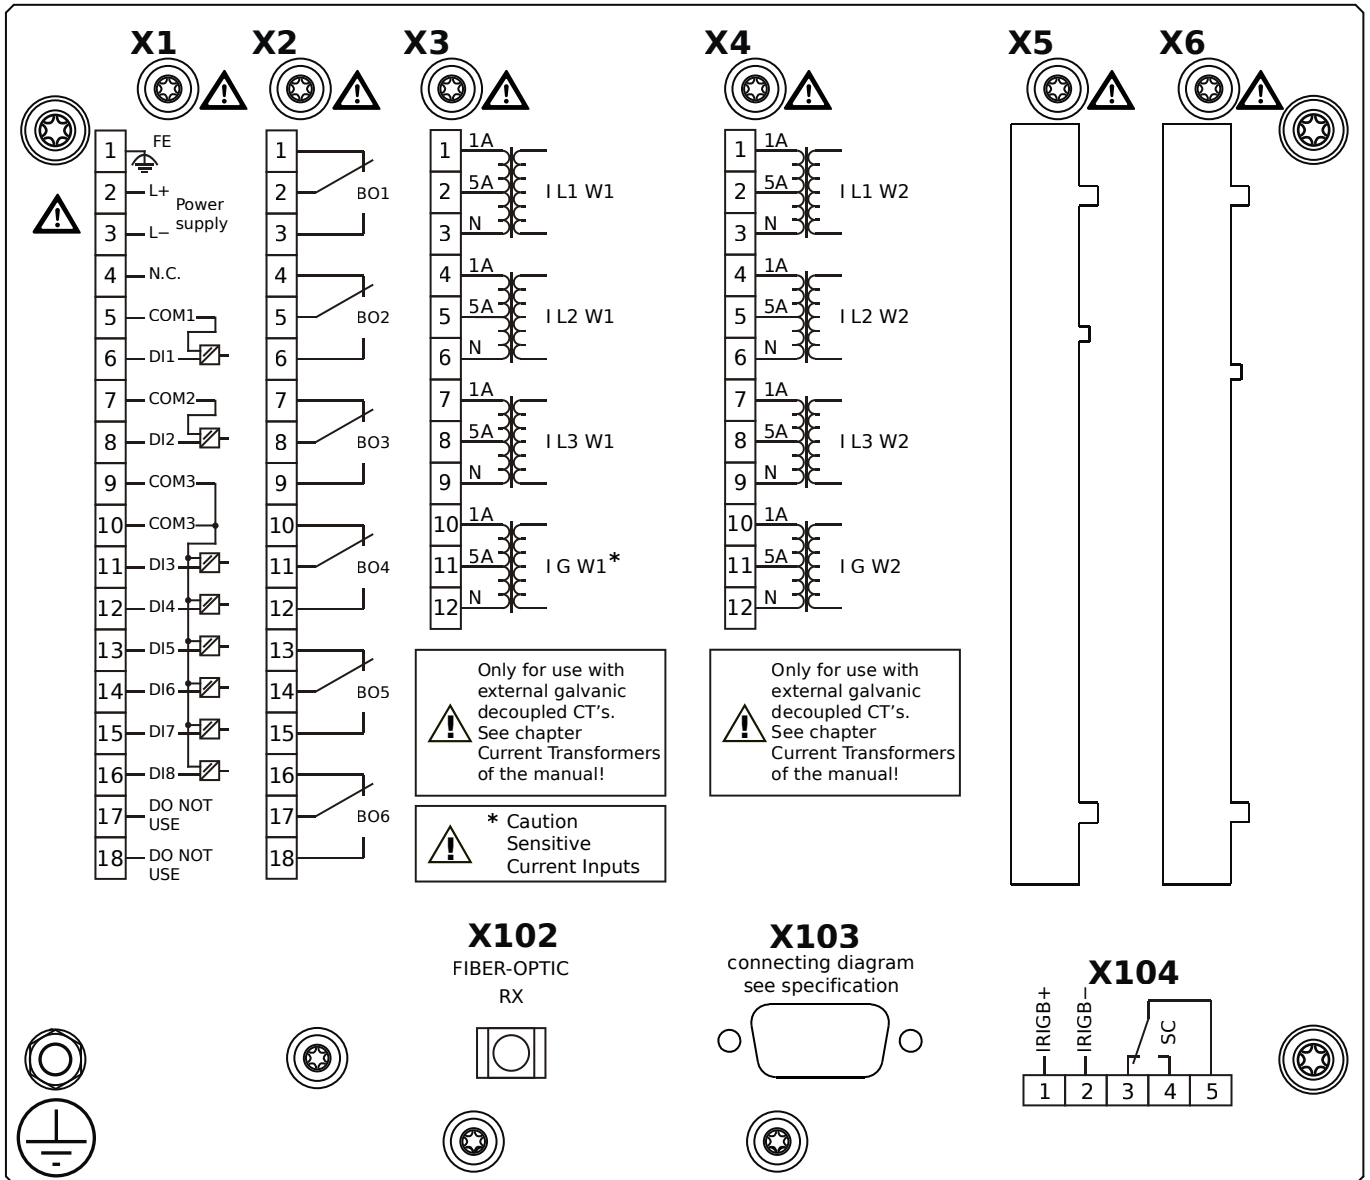 X1
X2
X3
X4
X5
X6
1 FE
2 L+
Power
supply
3 L−
4 N.C.
5 COM1
6 DI1
7 COM2
8 DI2
9 COM3
10 COM3
11 DI3
12 DI4
13 DI5
14 DI6
15 DI7
16 DI8
17 DO NOT
USE
18 DO NOT
USE
1
2 BO1
3
4
5 BO2
6
7
8 BO3
9
10
11 BO4
12
13
14 BO5
15
16
17 BO6
18
1 1A
2 5A I L1 W1
3 N
4 1A
5 5A I L2 W1
6 N
7 1A
8 5A I L3 W1
9 N
10 1A
11 5A I G W1*
12 N
Only for use with
external galvanic
decoupled CT's.
See chapter
Current Transformers
of the manual!
* Caution
Sensitive
Current Inputs
1 1A
2 5A I L1 W2
3 N
4 1A
5 5A I L2 W2
6 N
7 1A
8 5A I L3 W2
9 N
10 1A
11 5A I G W2
12 N
Only for use with
external galvanic
decoupled CT's.
See chapter
Current Transformers
of the manual!
X102
FIBER-OPTIC
RX
X103
connecting diagram
see specification
X104
IRIGB+
IRIGB−
SC
1 2 3 4 5